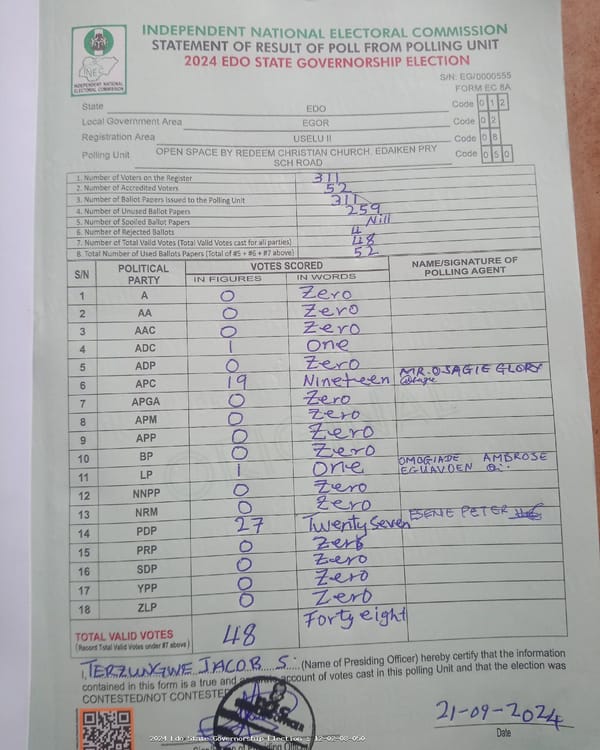 INDEPENDENT NATIONAL ELECTORAL COMMISSION
STATEMENT OF RESULT OF POLL FROM POLLING UNIT
2024 EDO STATE GOVERNORSHIP ELECTION
INEC
INDEPENDENT NATIONAL
ELECTORAL COMMISSION
S/N: EG/0000555
FORM EC 8A
State EDO Code 0 1 2
Local Government Area EGOR Code 0 2
Registration Area USELU II Code 0 8
Polling Unit OPEN SPACE BY REDEEM CHRISTIAN CHURCH. EDAIKEN PRY SCH ROAD Code 0 5 0
1. Number of Voters on the Register 311
2. Number of Accredited Voters 52
3. Number of Ballot Papers Issued to the Polling Unit 311
4. Number of Unused Ballot Papers 259
5. Number of Spoiled Ballot Papers Nill
6. Number of Rejected Ballots 4
7. Number of Total Valid Votes (Total Valid Votes cast for all parties) 48
8. Total Number of Used Ballots Papers (Total of #5 + #6 + #7 above) 52
S/N POLITICAL PARTY VOTES SCORED NAME/SIGNATURE OF POLLING AGENT
IN FIGURES IN WORDS
1 A 0 Zero
2 AA 0 Zero
3 AAC 0 Zero
4 ADC 1 One
5 ADP 0 Zero
6 APC 19 Nineteen MR. OSAGIE GLORY
7 APGA 0 Zero
8 APM 0 Zero
9 APP 0 Zero
10 BP 0 Zero
11 LP 1 One OMOGIADE AMBROSE EGUAVOEN
12 NNPP 0 Zero
13 NRM 0 Zero
14 PDP 27 Twenty Seven ESENE PETER
15 PRP 0 Zero
16 SDP 0 Zero
17 YPP 0 Zero
18 ZLP 0 Zero
TOTAL VALID VOTES 48 Forty eight
(Record Total Valid Votes under #7 above)
I, TERZUNGWE JACOB S. (Name of Presiding Officer) hereby certify that the information
contained in this form is a true and account of votes cast in this polling Unit and that the election was
CONTESTED/NOT CONTESTED
21-09-2024
Date
2024 Edo State Governorship Election - 12-02-08-050